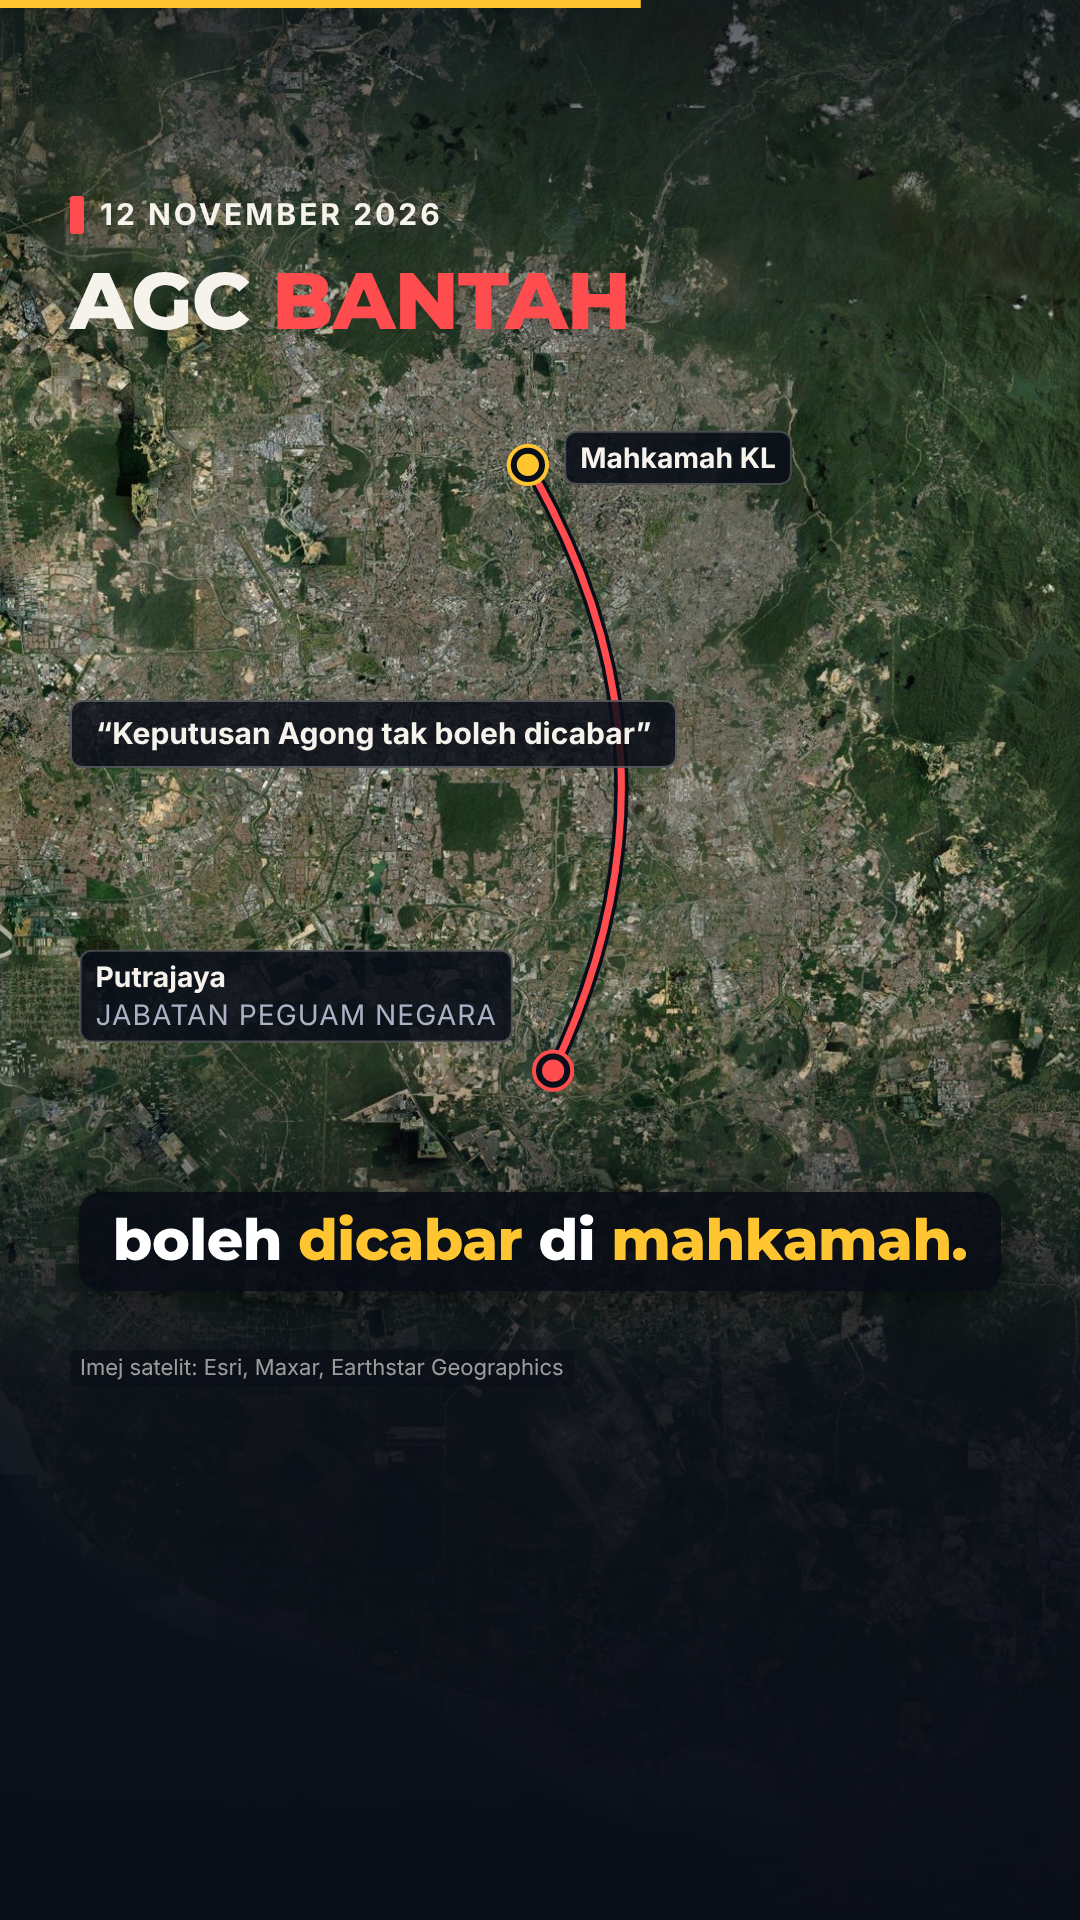 12 NOVEMBER 2026
AGC BANTAH
Mahkamah KL
“Keputusan Agong tak boleh dicabar”
Putrajaya
JABATAN PEGUAM NEGARA
boleh dicabar di mahkamah.
Imej satelit: Esri, Maxar, Earthstar Geographics